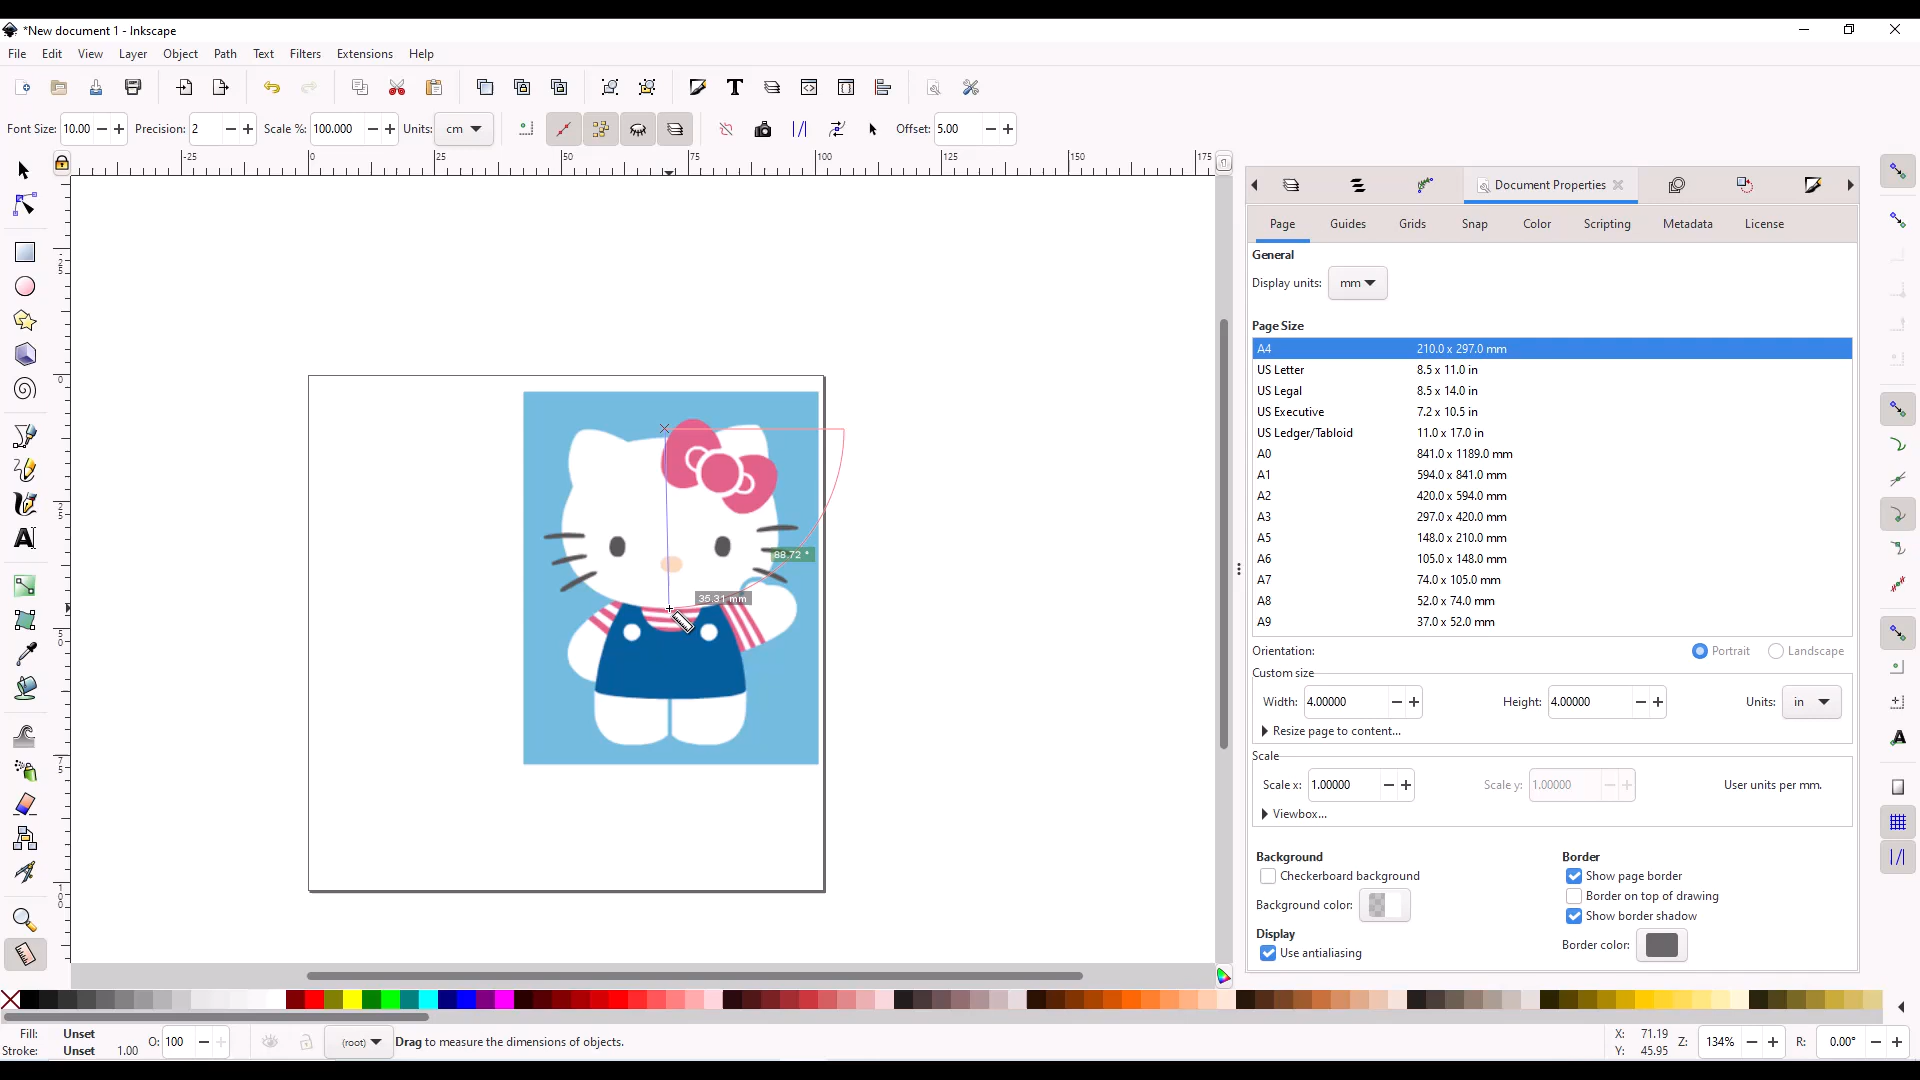 *New document 1 - Inkscape
File Edit View Layer Object Path Text Filters Extensions Help
Font Size: 10.00 Precision: 2 Scale %: 100.000 Units: cm Offset: 5.00
-25 0 25 50 75 100 125 150 175
Document Properties
Page Guides Grids Snap Color Scripting Metadata License
General
Display units: mm
Page Size
A4 210.0 x 297.0 mm
US Letter 8.5 x 11.0 in
US Legal 8.5 x 14.0 in
US Executive 7.2 x 10.5 in
US Ledger/Tabloid 11.0 x 17.0 in
A0 841.0 x 1189.0 mm
A1 594.0 x 841.0 mm
A2 420.0 x 594.0 mm
A3 297.0 x 420.0 mm
A5 148.0 x 210.0 mm
A6 105.0 x 148.0 mm
A7 74.0 x 105.0 mm
A8 52.0 x 74.0 mm
A9 37.0 x 52.0 mm
88.72 °
35.31 mm
Orientation: Portrait Landscape
Custom size
Width: 4.00000 Height: 4.00000 Units: in
Resize page to content...
Scale
Scale x: 1.00000 Scale y: 1.00000 User units per mm.
Viewbox...
Background Border
Checkerboard background Show page border
Border on top of drawing
Background color: Show border shadow
Display
Border color:
Use antialiasing
Fill: Unset
Stroke: Unset 1.00 O: 100 (root) Drag to measure the dimensions of objects.
X: 71.19
Y: 45.95
Z: 134% R: 0.00°